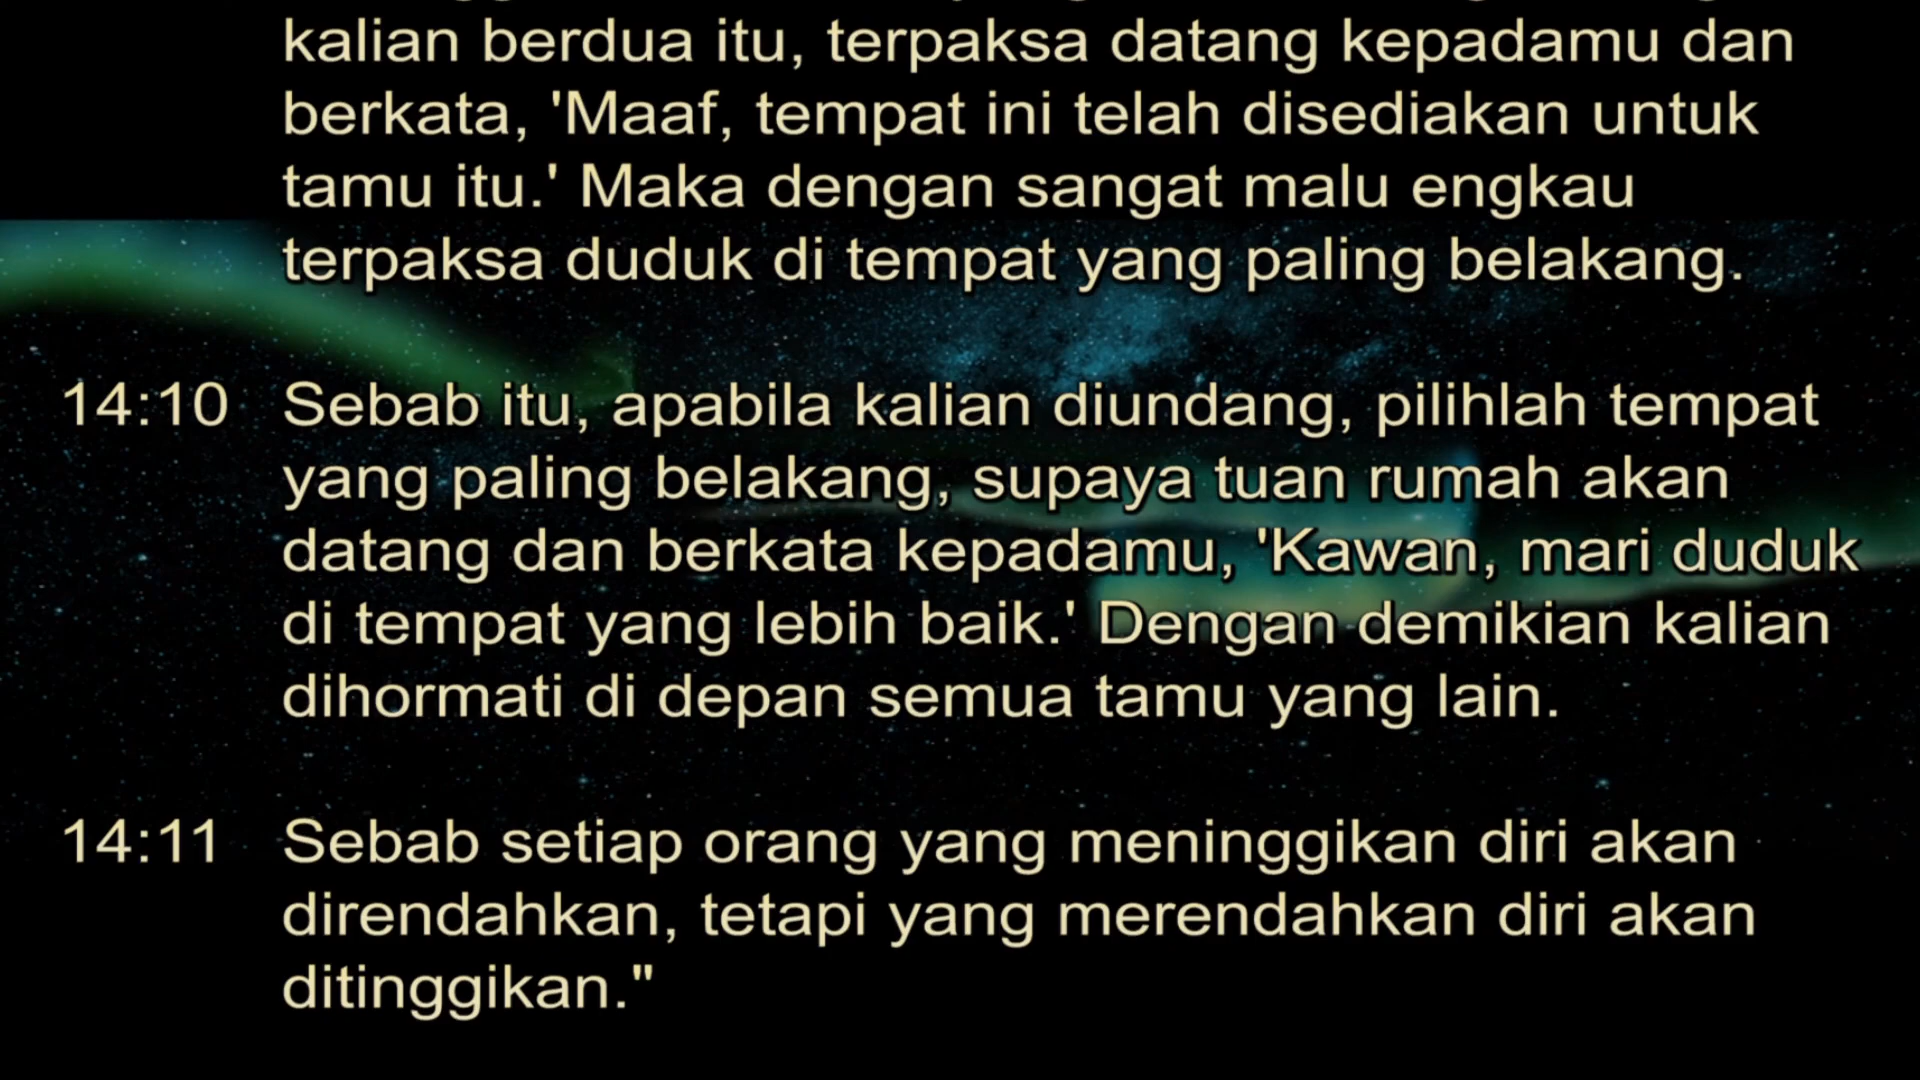 kalian berdua itu, terpaksa datang kepadamu dan
berkata, 'Maaf, tempat ini telah disediakan untuk
tamu itu.' Maka dengan sangat malu engkau
terpaksa duduk di tempat yang paling belakang.
14:10 Sebab itu, apabila kalian diundang, pilihlah tempat
yang paling belakang, supaya tuan rumah akan
datang dan berkata kepadamu, 'Kawan, mari duduk
di tempat yang lebih baik.' Dengan demikian kalian
dihormati di depan semua tamu yang lain.
14:11 Sebab setiap orang yang meninggikan diri akan
direndahkan, tetapi yang merendahkan diri akan
ditinggikan."